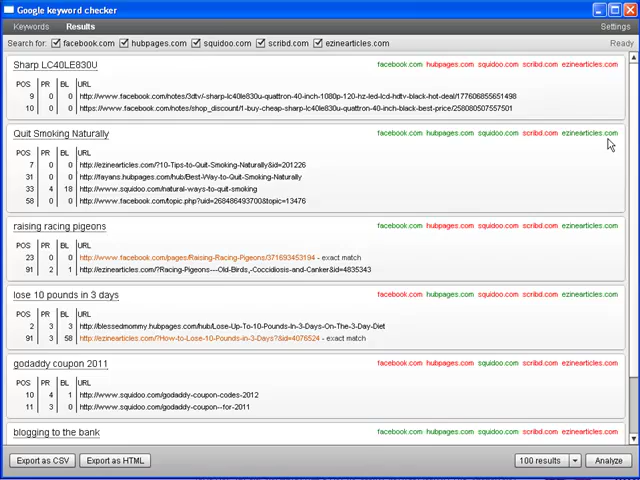 Google keyword checker
Keywords Results Settings
Search for: facebook.com hubpages.com squidoo.com scribd.com ezinearticles.com Ready
Sharp LC40LE830U facebook.com hubpages.com squidoo.com scribd.com ezinearticles.com
POS PR BL URL
9 0 0 http://www.facebook.com/notes/3dtv/-sharp-lc40le830u-quattron-40-inch-1080p-120-hz-led-lcd-hdtv-black-hot-deal/177606855651498
10 0 0 https://www.facebook.com/notes/shop_discount/1-buy-cheap-sharp-lc40le830u-quattron-40-inch-black-best-price/258080507557501
Quit Smoking Naturally facebook.com hubpages.com squidoo.com scribd.com ezinearticles.com
POS PR BL URL
7 0 0 http://ezinearticles.com/?10-Tips-to-Quit-Smoking-Naturally&id=201226
31 0 0 http://fayans.hubpages.com/hub/Best-Way-to-Quit-Smoking-Naturally
33 4 18 http://www.squidoo.com/natural-ways-to-quit-smoking
58 0 0 http://www.facebook.com/topic.php?uid=268486493700&topic=13476
raising racing pigeons facebook.com hubpages.com squidoo.com scribd.com ezinearticles.com
POS PR BL URL
23 0 0 http://www.facebook.com/pages/Raising-Racing-Pigeons/371693453194 - exact match
91 2 1 http://ezinearticles.com/?Racing-Pigeons---Old-Birds,-Coccidiosis-and-Canker&id=4835343
lose 10 pounds in 3 days facebook.com hubpages.com squidoo.com scribd.com ezinearticles.com
POS PR BL URL
2 3 3 http://blessedmommy.hubpages.com/hub/Lose-Up-To-10-Pounds-In-3-Days-On-The-3-Day-Diet
91 3 58 http://ezinearticles.com/?How-to-Lose-10-Pounds-in-3-Days?&id=4076524 - exact match
godaddy coupon 2011 facebook.com hubpages.com squidoo.com scribd.com ezinearticles.com
POS PR BL URL
10 4 1 http://www.squidoo.com/godaddy-coupon-codes-2012
11 3 0 http://www.squidoo.com/godaddy-coupon--for-2011
blogging to the bank facebook.com hubpages.com squidoo.com scribd.com ezinearticles.com
Export as CSV Export as HTML 100 results Analyze